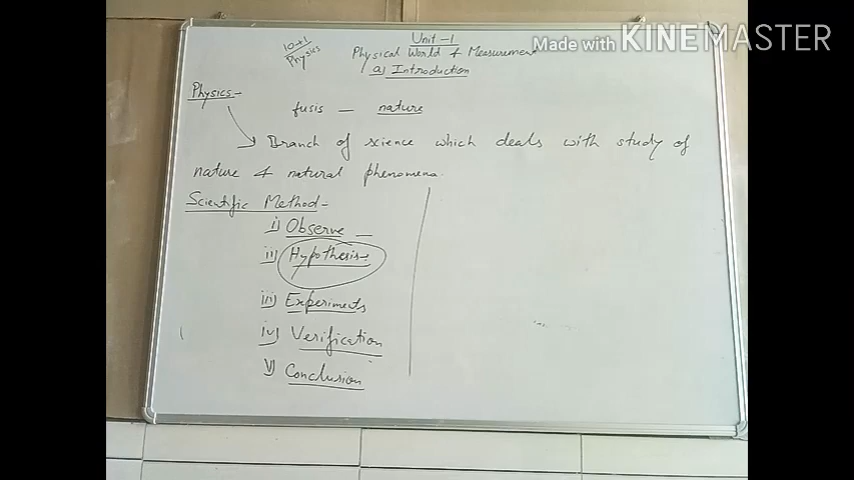 Unit-1
10+1
Physics
Physical World & Measurement
a) Introduction
Made with KINEMASTER
Physics-
fusis — nature
Branch of science which deals with study of
nature & natural phenomena.
Scientific Method-
i) Observe —
ii) Hypothesis-
iii) Experiments
iv) Verification
v) Conclusion